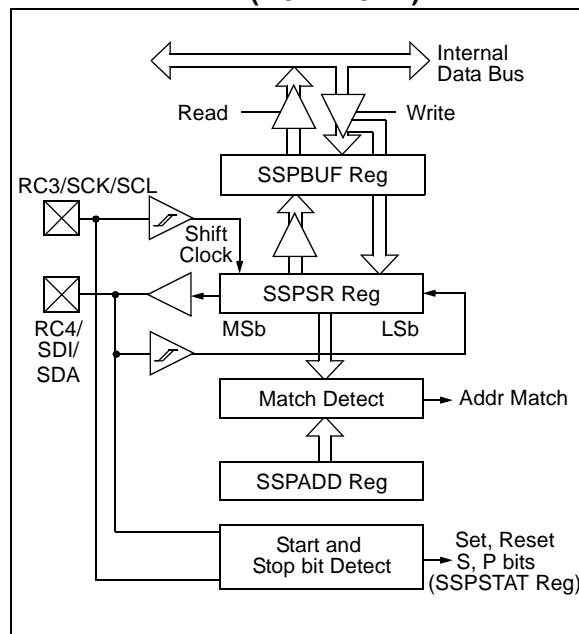 Internal
Data Bus
Read
Write
SSPBUF Reg
RC3/SCK/SCL
Shift
Clock
SSPSR Reg
MSb
LSb
RC4/
SDI/
SDA
Match Detect
Addr Match
SSPADD Reg
Start and
Stop bit Detect
Set, Reset
S, P bits
(SSPSTAT Reg)